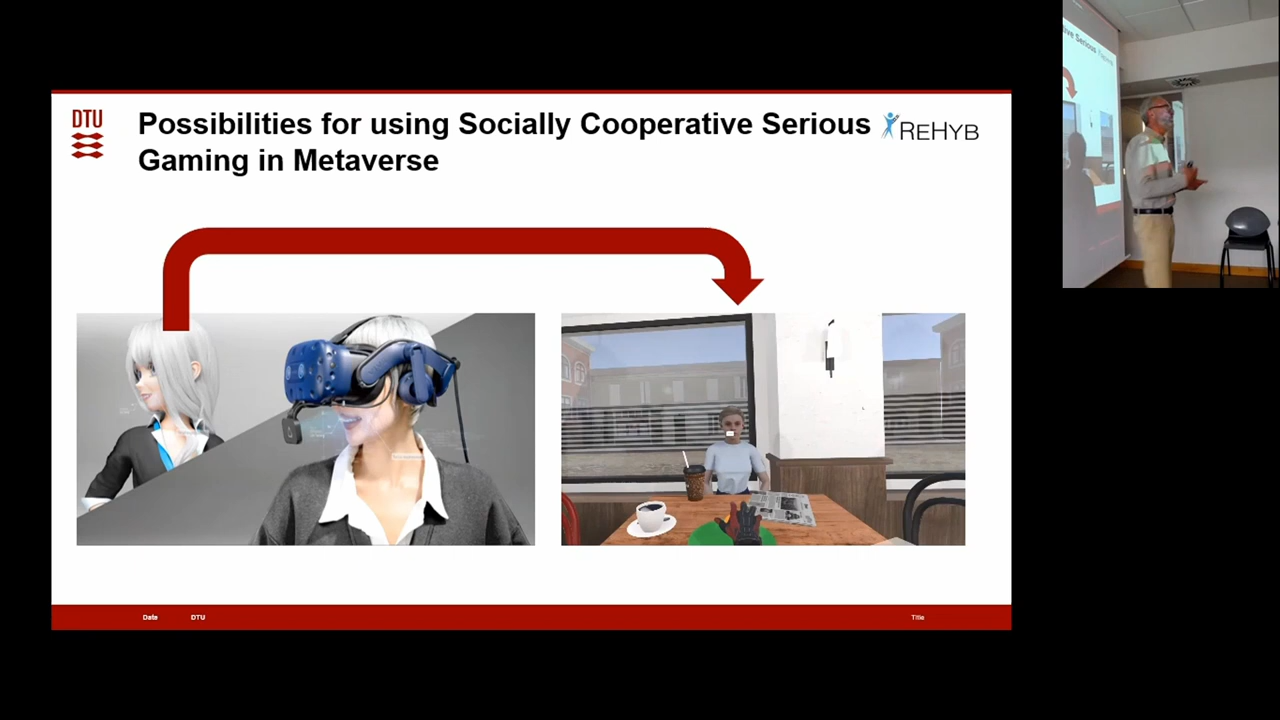 DTU
Possibilities for using Socially Cooperative Serious
Gaming in Metaverse
REHYB
Date
DTU
Title